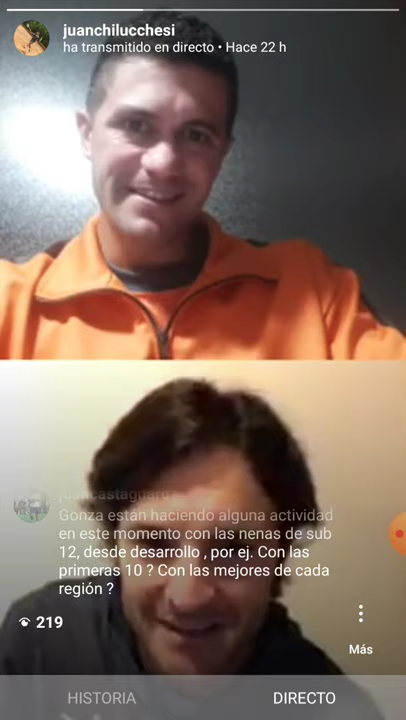 juanchilucchesi
ha transmitido en directo • Hace 22 h
juancastagnaro
Gonza están haciendo alguna actividad
en este momento con las nenas de sub
12, desde desarrollo , por ej. Con las
primeras 10 ? Con las mejores de cada
región ?
219
Más
HISTORIA
DIRECTO